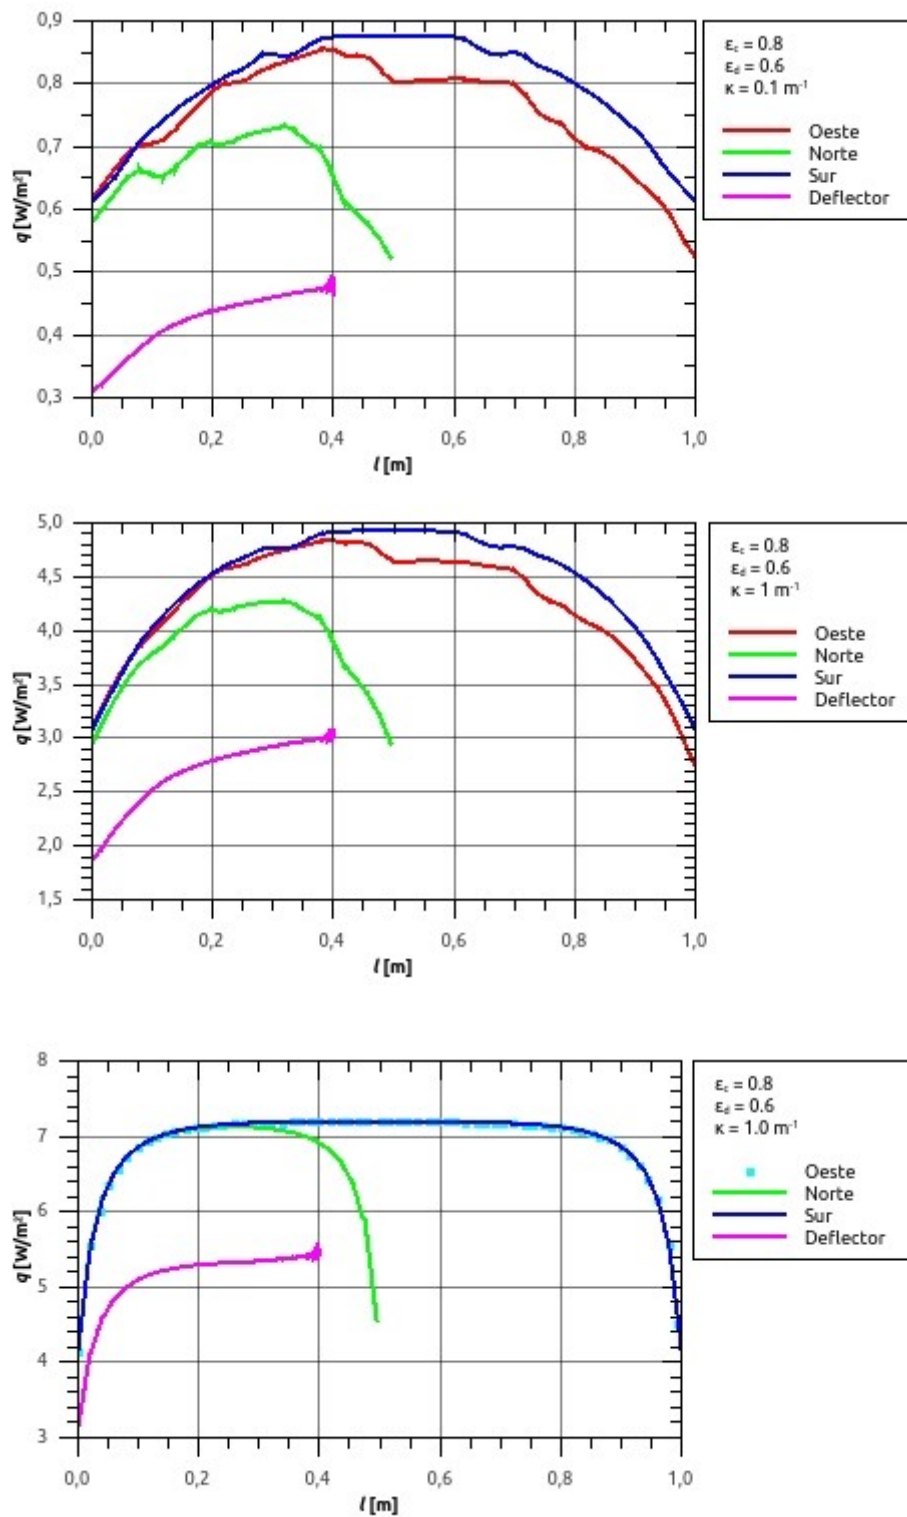 0,9
0,8
0,7
0,6
0,5
0,4
0,3
q [W/m²]
0,0 0,2 0,4 0,6 0,8 1,0
l [m]
εc = 0.8
εd = 0.6
κ = 0.1 m⁻¹
Oeste
Norte
Sur
Deflector
5,0
4,5
4,0
3,5
3,0
2,5
2,0
1,5
q [W/m²]
0,0 0,2 0,4 0,6 0,8 1,0
l [m]
εc = 0.8
εd = 0.6
κ = 1 m⁻¹
Oeste
Norte
Sur
Deflector
8
7
6
5
4
3
q [W/m²]
0,0 0,2 0,4 0,6 0,8 1,0
l [m]
εc = 0.8
εd = 0.6
κ = 1.0 m⁻¹
Oeste
Norte
Sur
Deflector